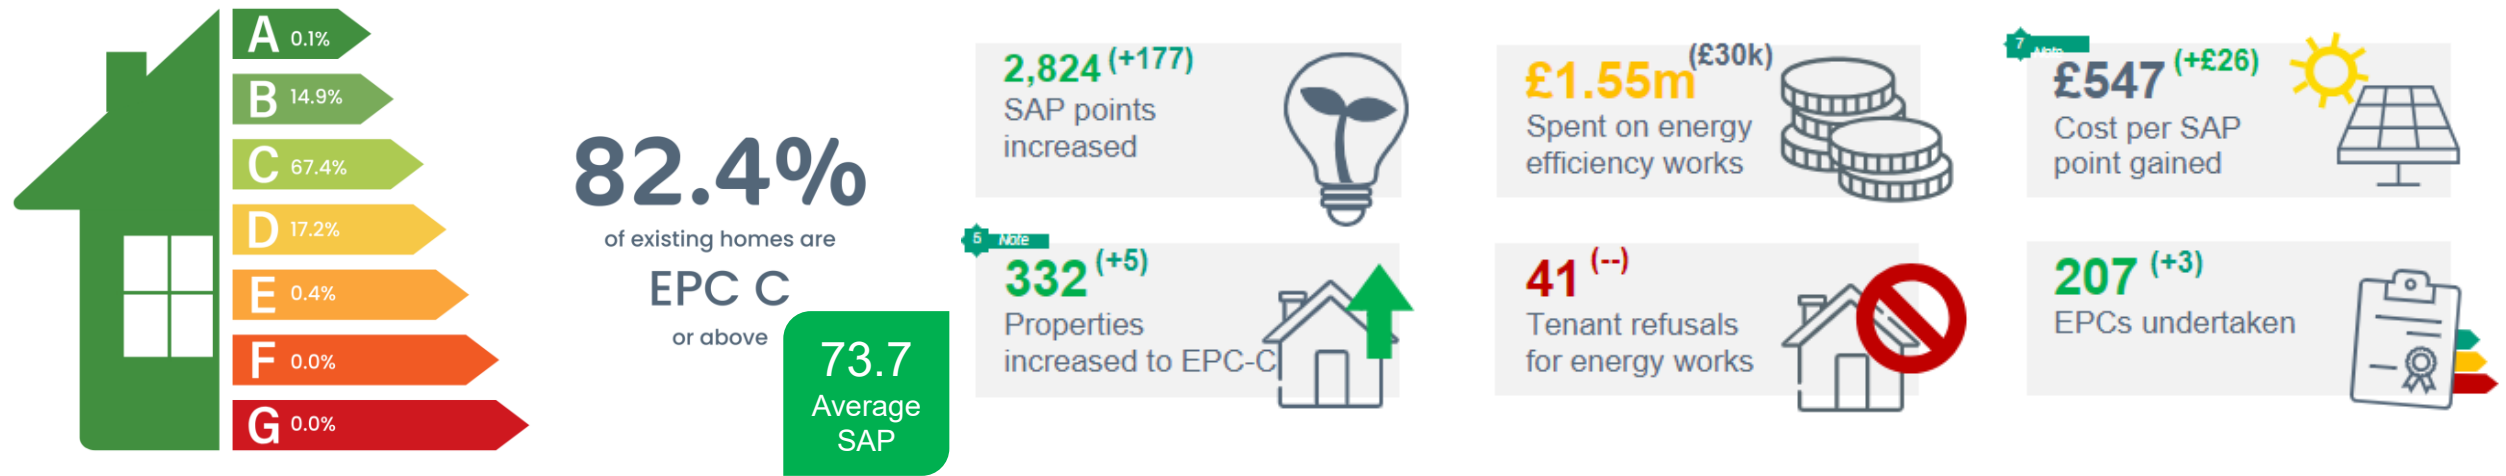 A 0.1%
B 14.9%
C 67.4%
D 17.2%
E 0.4%
F 0.0%
G 0.0%
82.4%
of existing homes are
EPC C
or above
73.7
Average
SAP
2,824 (+177)
SAP points
increased
£1.55m (£30k)
Spent on energy
efficiency works
7 Note
£547 (+£26)
Cost per SAP
point gained
5 Note
332 (+5)
Properties
increased to EPC-C
41 (--)
Tenant refusals
for energy works
207 (+3)
EPCs undertaken